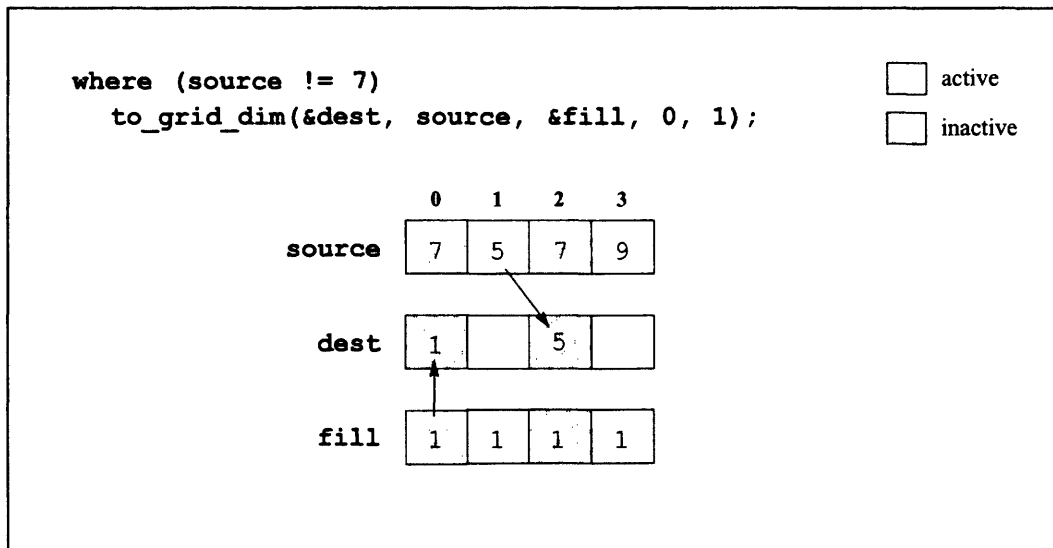 where (source != 7)
to_grid_dim(&dest, source, &fill, 0, 1);
active
inactive
0 1 2 3
source 7 5 7 9
dest 1 5
fill 1 1 1 1